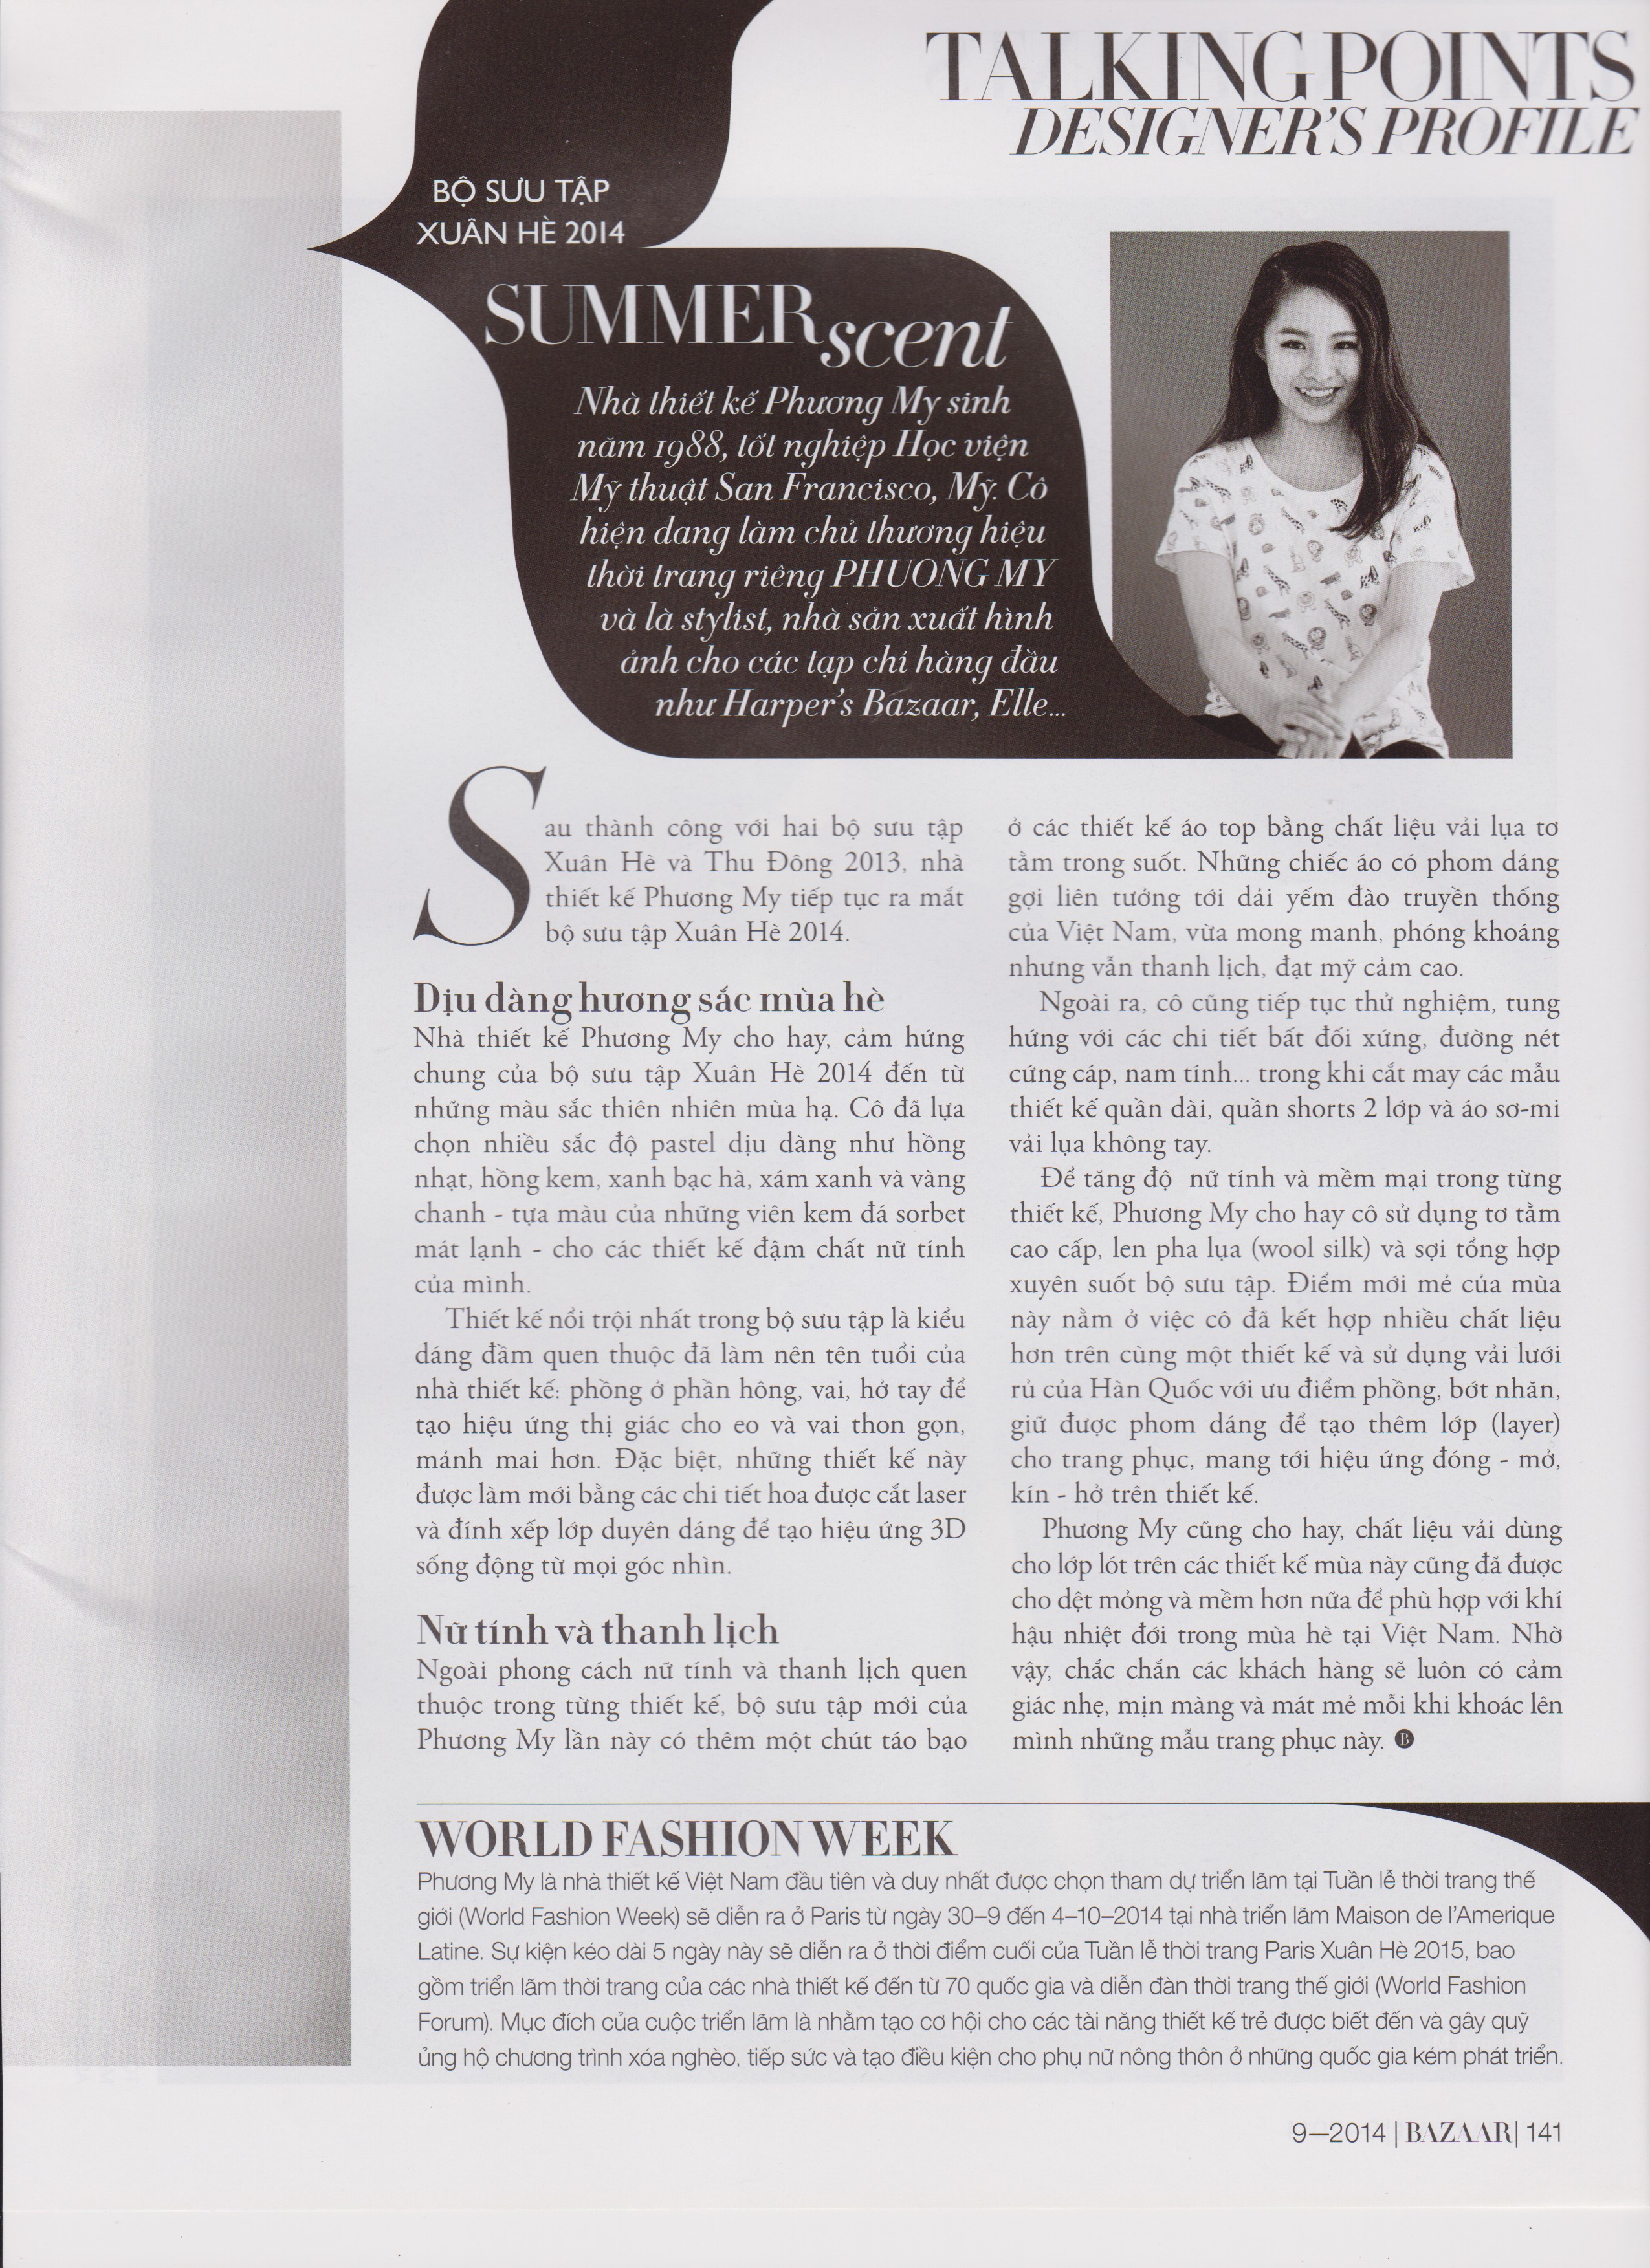 TALKING POINTS
DESIGNER'S PROFILE
BỘ SƯU TẬP
XUÂN HÈ 2014
SUMMER scent
Nhà thiết kế Phương My sinh
năm 1988, tốt nghiệp Học viện
Mỹ thuật San Francisco, Mỹ. Cô
hiện đang làm chủ thương hiệu
thời trang riêng PHUONG MY
và là stylist, nhà sản xuất hình
ảnh cho các tạp chí hàng đầu
như Harper's Bazaar, Elle...
Sau thành công với hai bộ sưu tập
Xuân Hè và Thu Đông 2013, nhà
thiết kế Phương My tiếp tục ra mắt
bộ sưu tập Xuân Hè 2014.
Dịu dàng hương sắc mùa hè
Nhà thiết kế Phương My cho hay, cảm hứng
chung của bộ sưu tập Xuân Hè 2014 đến từ
những màu sắc thiên nhiên mùa hạ. Cô đã lựa
chọn nhiều sắc độ pastel dịu dàng như hồng
nhạt, hồng kem, xanh bạc hà, xám xanh và vàng
chanh - tựa màu của những viên kem đá sorbet
mát lạnh - cho các thiết kế đậm chất nữ tính
của mình.
Thiết kế nổi trội nhất trong bộ sưu tập là kiểu
dáng đầm quen thuộc đã làm nên tên tuổi của
nhà thiết kế: phồng ở phần hông, vai, hở tay để
tạo hiệu ứng thị giác cho eo và vai thon gọn,
mảnh mai hơn. Đặc biệt, những thiết kế này
được làm mới bằng các chi tiết hoa được cắt laser
và đính xếp lớp duyên dáng để tạo hiệu ứng 3D
sống động từ mọi góc nhìn.
Nữ tính và thanh lịch
Ngoài phong cách nữ tính và thanh lịch quen
thuộc trong từng thiết kế, bộ sưu tập mới của
Phương My lần này có thêm một chút táo bạo
ở các thiết kế áo top bằng chất liệu vải lụa tơ
tằm trong suốt. Những chiếc áo có phom dáng
gợi liên tưởng tới dải yếm đào truyền thống
của Việt Nam, vừa mong manh, phóng khoáng
nhưng vẫn thanh lịch, đạt mỹ cảm cao.
Ngoài ra, cô cũng tiếp tục thử nghiệm, tung
hứng với các chi tiết bất đối xứng, đường nét
cứng cáp, nam tính... trong khi cắt may các mẫu
thiết kế quần dài, quần shorts 2 lớp và áo sơ-mi
vải lụa không tay.
Để tăng độ nữ tính và mềm mại trong từng
thiết kế, Phương My cho hay cô sử dụng tơ tằm
cao cấp, len pha lụa (wool silk) và sợi tổng hợp
xuyên suốt bộ sưu tập. Điểm mới mẻ của mùa
này nằm ở việc cô đã kết hợp nhiều chất liệu
hơn trên cùng một thiết kế và sử dụng vải lưới
rủ của Hàn Quốc với ưu điểm phồng, bớt nhăn,
giữ được phom dáng để tạo thêm lớp (layer)
cho trang phục, mang tới hiệu ứng đóng - mở,
kín - hở trên thiết kế.
Phương My cũng cho hay, chất liệu vải dùng
cho lớp lót trên các thiết kế mùa này cũng đã được
cho dệt mỏng và mềm hơn nữa để phù hợp với khí
hậu nhiệt đới trong mùa hè tại Việt Nam. Nhờ
vậy, chắc chắn các khách hàng sẽ luôn có cảm
giác nhẹ, mịn màng và mát mẻ mỗi khi khoác lên
mình những mẫu trang phục này. B
WORLD FASHION WEEK
Phương My là nhà thiết kế Việt Nam đầu tiên và duy nhất được chọn tham dự triển lãm tại Tuần lễ thời trang thế
giới (World Fashion Week) sẽ diễn ra ở Paris từ ngày 30–9 đến 4–10–2014 tại nhà triển lãm Maison de l'Amerique
Latine. Sự kiện kéo dài 5 ngày này sẽ diễn ra ở thời điểm cuối của Tuần lễ thời trang Paris Xuân Hè 2015, bao
gồm triển lãm thời trang của các nhà thiết kế đến từ 70 quốc gia và diễn đàn thời trang thế giới (World Fashion
Forum). Mục đích của cuộc triển lãm là nhằm tạo cơ hội cho các tài năng thiết kế trẻ được biết đến và gây quỹ
ủng hộ chương trình xóa nghèo, tiếp sức và tạo điều kiện cho phụ nữ nông thôn ở những quốc gia kém phát triển.
9—2014 | BAZAAR | 141